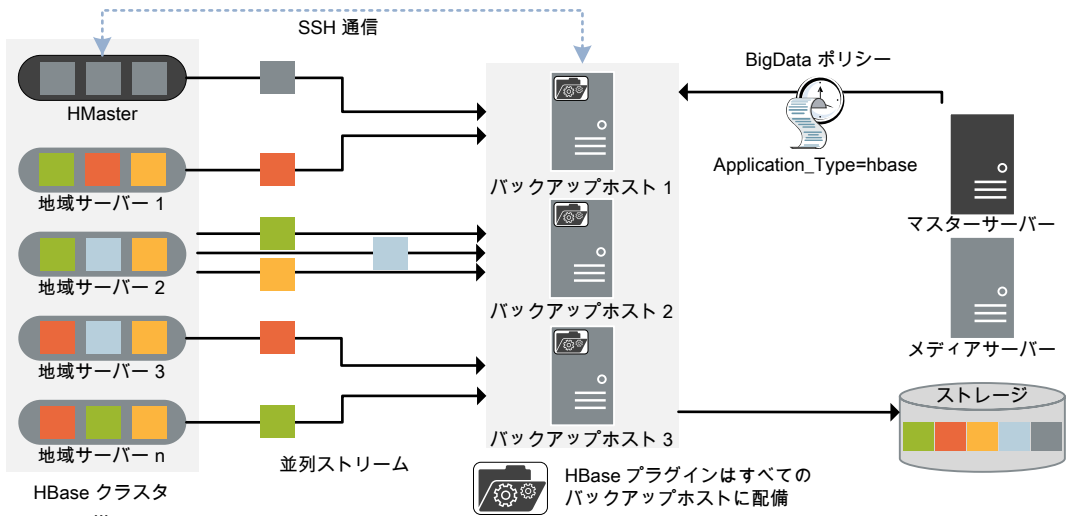 SSH 通信
BigData ポリシー
HMaster
Application_Type=hbase
バックアップホスト 1
地域サーバー 1
マスターサーバー
地域サーバー 2
バックアップホスト 2
メディアサーバー
地域サーバー 3
ストレージ
バックアップホスト 3
地域サーバー n
並列ストリーム
HBase プラグインはすべての
バックアップホストに配備
HBase クラスタ
...